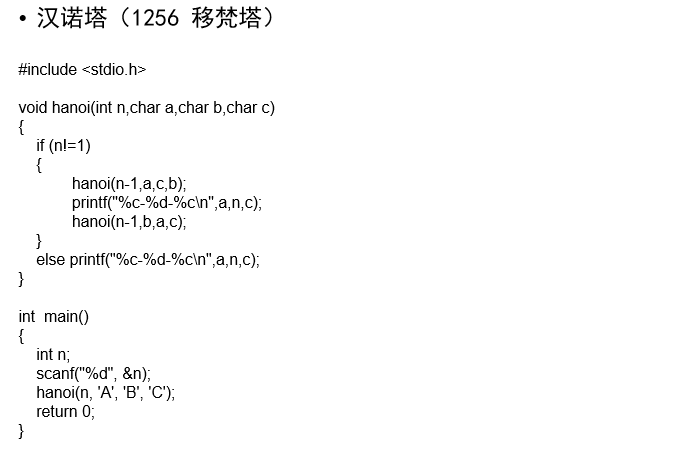 • 汉诺塔（1256 移梵塔）
#include <stdio.h>
void hanoi(int n,char a,char b,char c)
{
if (n!=1)
{
hanoi(n-1,a,c,b);
printf("%c-%d-%c\n",a,n,c);
hanoi(n-1,b,a,c);
}
else printf("%c-%d-%c\n",a,n,c);
}
int  main()
{
int n;
scanf("%d", &n);
hanoi(n, 'A', 'B', 'C');
return 0;
}